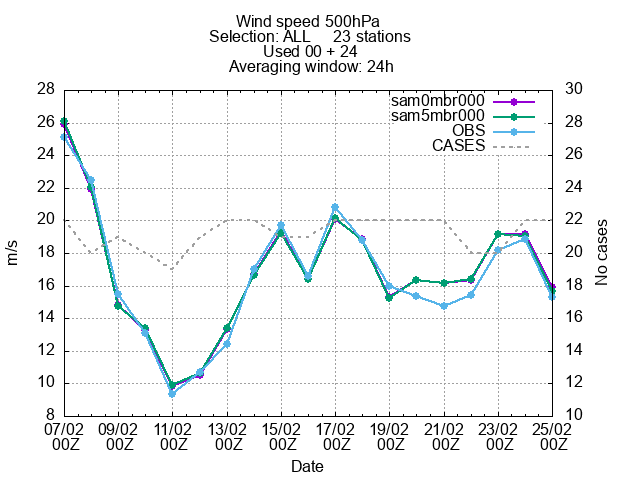 Wind speed 500hPa
Selection: ALL 23 stations
Used 00 + 24
Averaging window: 24h
28 30
26 28
24 26
22 24
20 22
18 20
16 18
14 16
12 14
10 12
8 10
sam0mbr000
sam5mbr000
OBS
CASES
m/s
No cases
07/02 09/02 11/02 13/02 15/02 17/02 19/02 21/02 23/02 25/02
00Z 00Z 00Z 00Z 00Z 00Z 00Z 00Z 00Z 00Z
Date